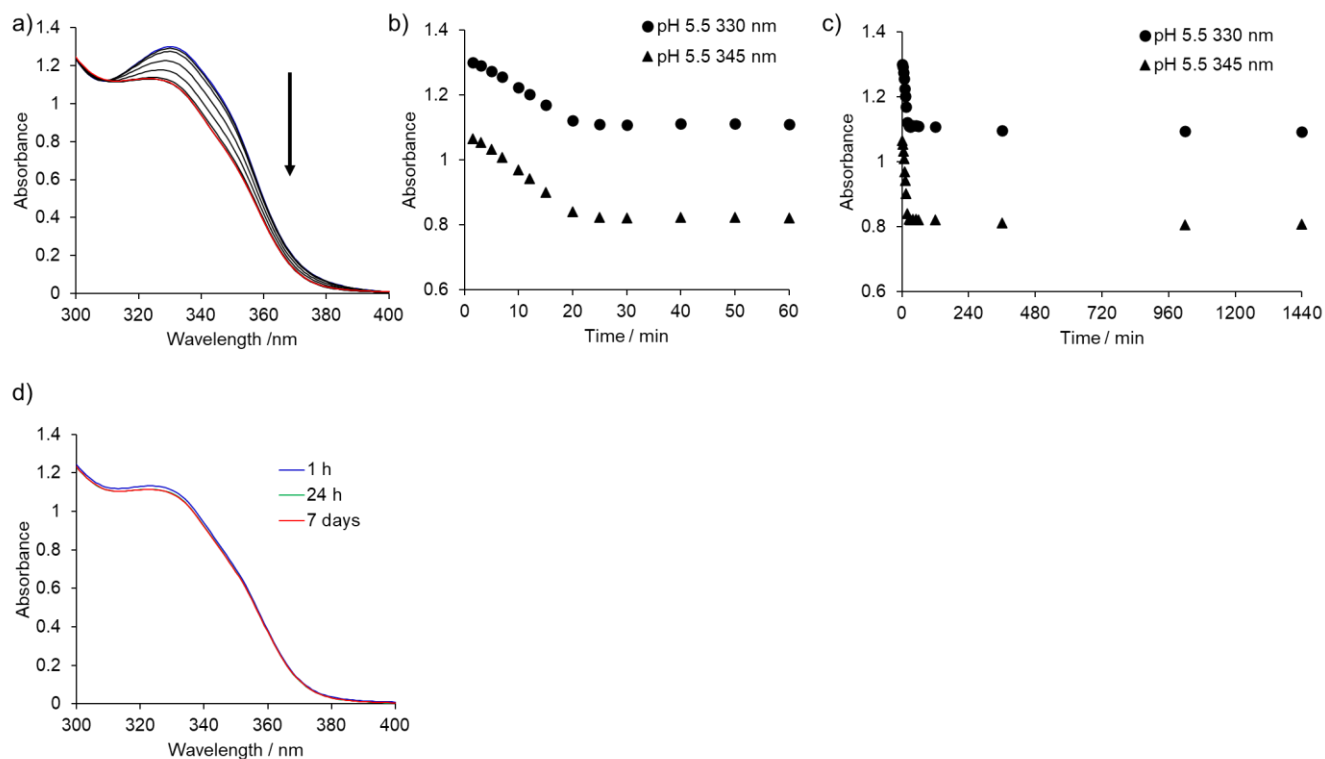 a)
1.4
1.2
1
0.8
0.6
0.4
0.2
0
300 320 340 360 380 400
Absorbance
Wavelength /nm
b)
● pH 5.5 330 nm
▲ pH 5.5 345 nm
1.4
1.2
1
0.8
0.6
0 10 20 30 40 50 60
Absorbance
Time / min
c)
● pH 5.5 330 nm
▲ pH 5.5 345 nm
1.4
1.2
1
0.8
0.6
0 240 480 720 960 1200 1440
Absorbance
Time / min
d)
1.4
1.2
1
0.8
0.6
0.4
0.2
0
300 320 340 360 380 400
Absorbance
Wavelength / nm
1 h
24 h
7 days